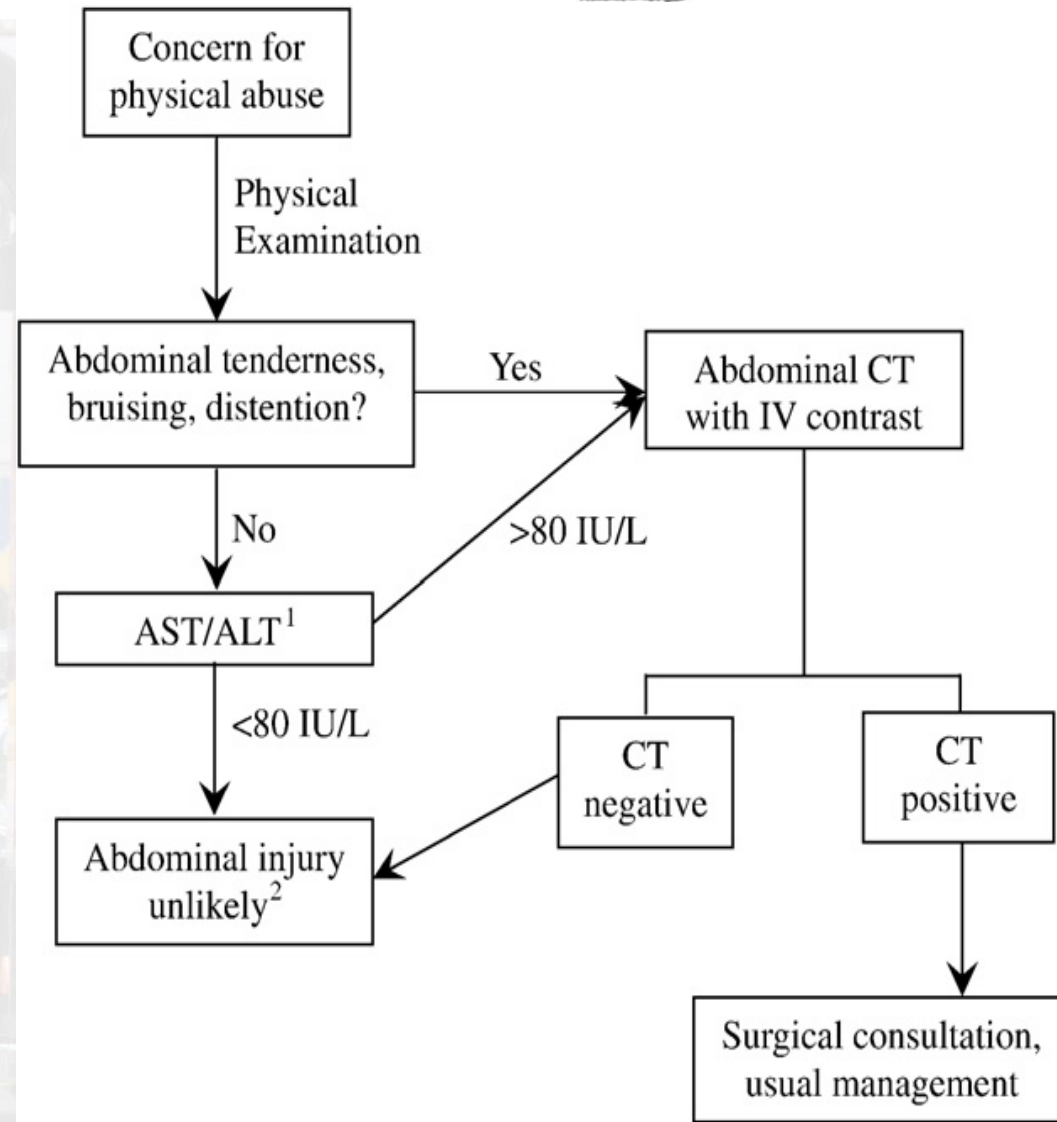 Concern for
physical abuse
Physical
Examination
Abdominal tenderness,
bruising, distention?
Yes
Abdominal CT
with IV contrast
No
>80 IU/L
AST/ALT¹
<80 IU/L
CT
negative
CT
positive
Abdominal injury
unlikely²
Surgical consultation,
usual management